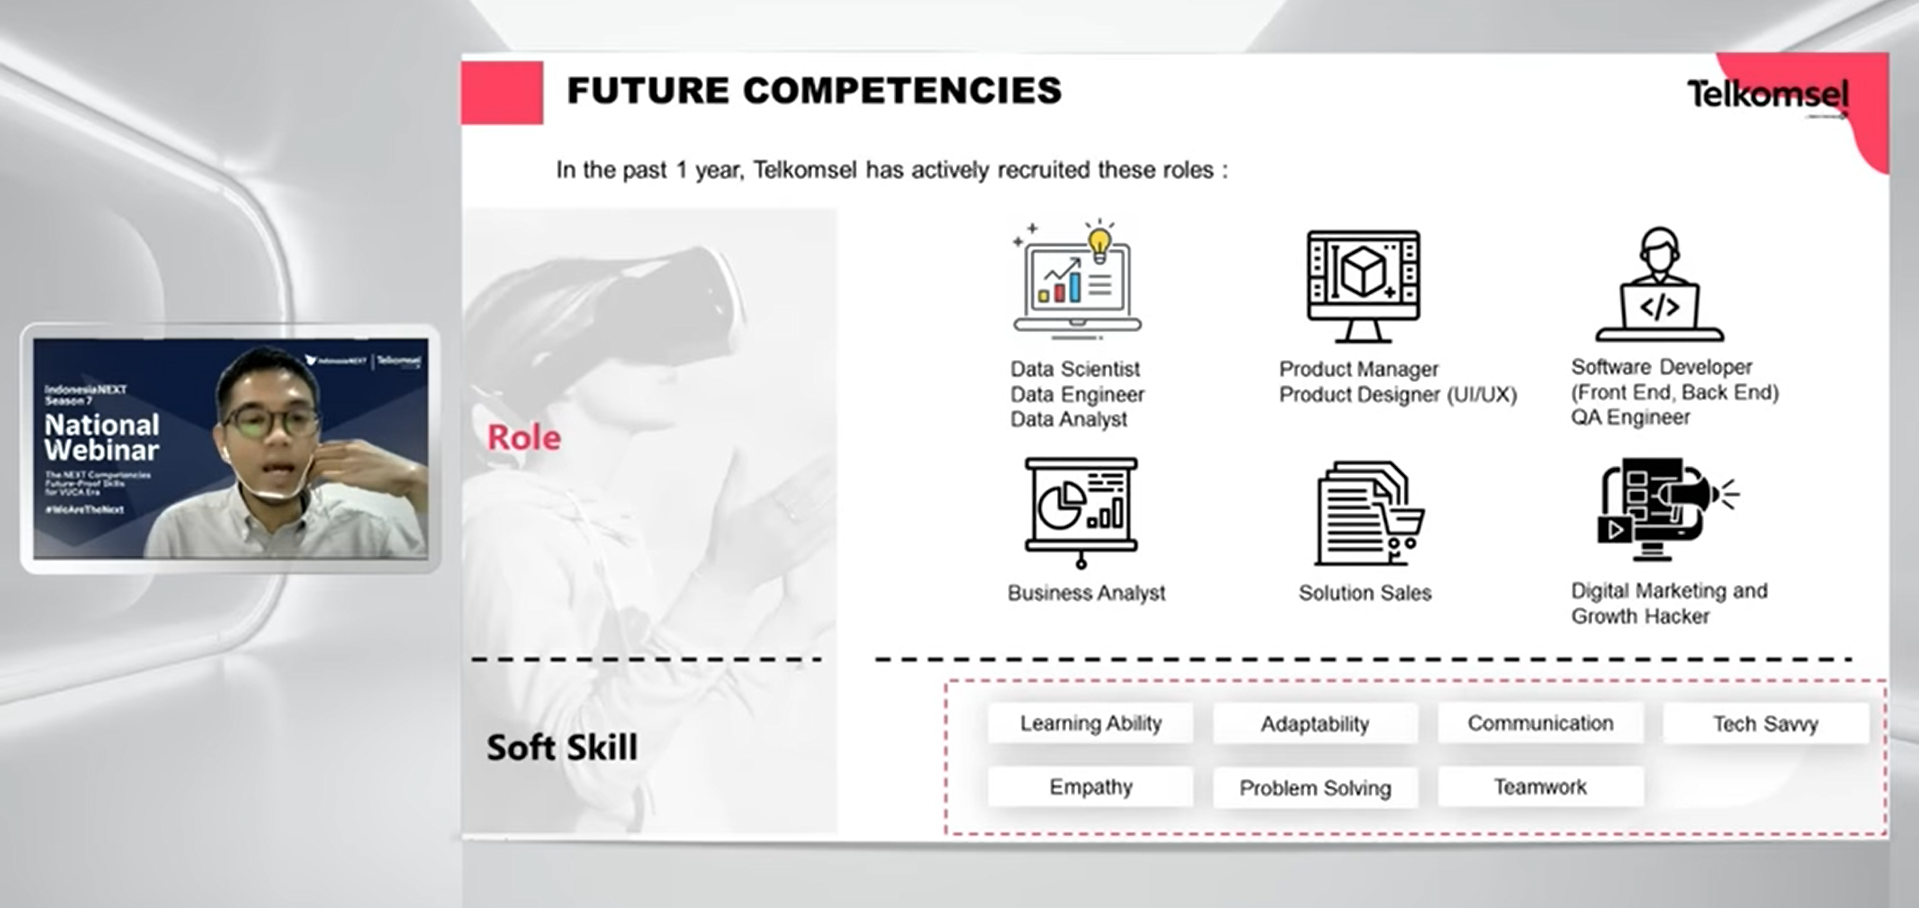 FUTURE COMPETENCIES
Telkomsel
In the past 1 year, Telkomsel has actively recruited these roles :
Role
Data Scientist
Data Engineer
Data Analyst
Product Manager
Product Designer (UI/UX)
Software Developer
(Front End, Back End)
QA Engineer
Business Analyst
Solution Sales
Digital Marketing and
Growth Hacker
Soft Skill
Learning Ability
Adaptability
Communication
Tech Savvy
Empathy
Problem Solving
Teamwork
IndonesiaNEXT
Telkomsel
IndonesiaNEXT
Season 7
National
Webinar
The NEXT Competencies
Future-Proof Skills
for VUCA Era
#WeAreTheNext